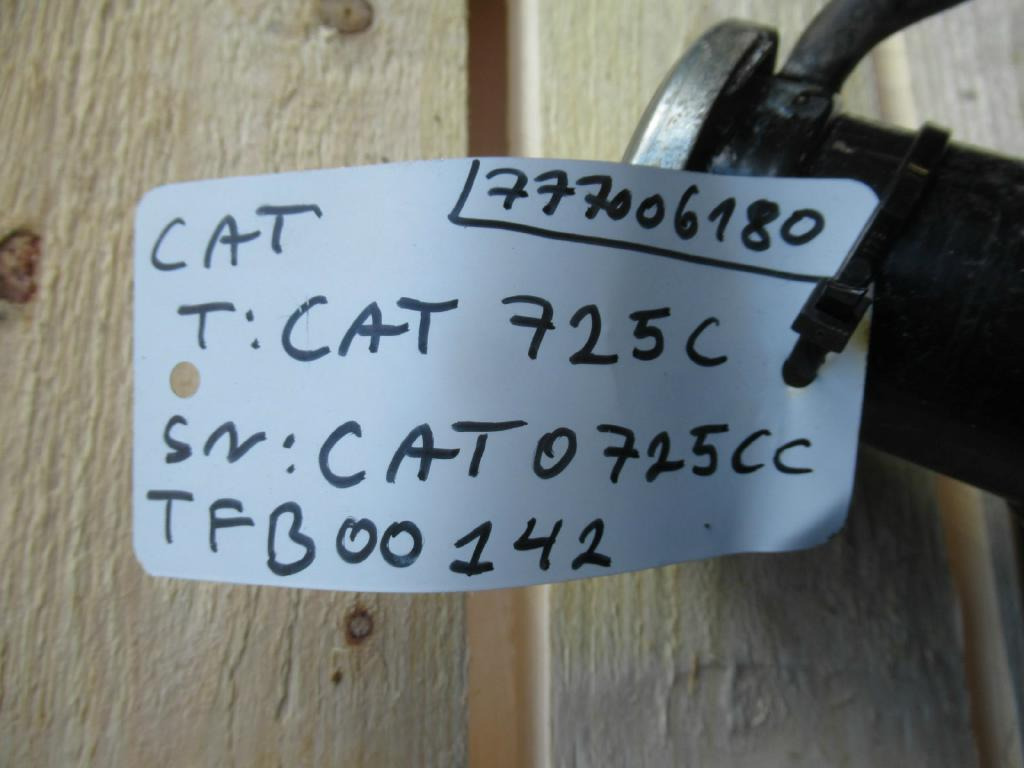 777006180
CAT
T: CAT 725C
SN: CAT0725CC
TFB00142